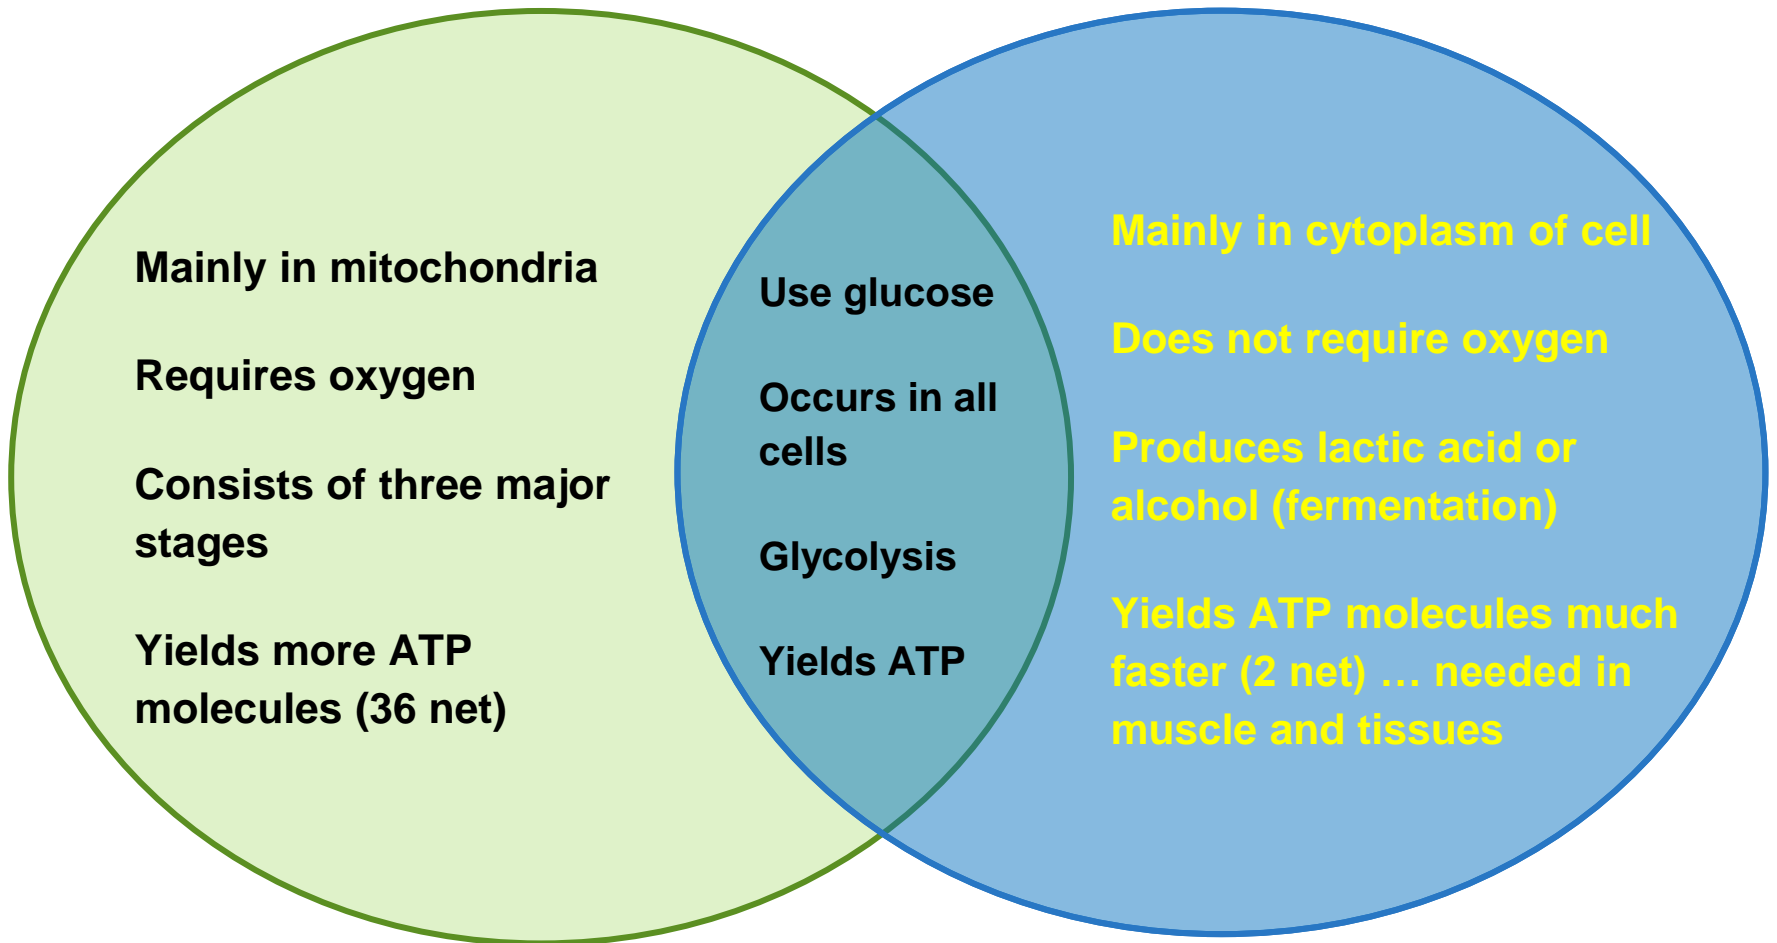 Mainly in mitochondria
Requires oxygen
Consists of three major
stages
Yields more ATP
molecules (36 net)
Use glucose
Occurs in all
cells
Glycolysis
Yields ATP
Mainly in cytoplasm of cell
Does not require oxygen
Produces lactic acid or
alcohol (fermentation)
Yields ATP molecules much
faster (2 net) … needed in
muscle and tissues